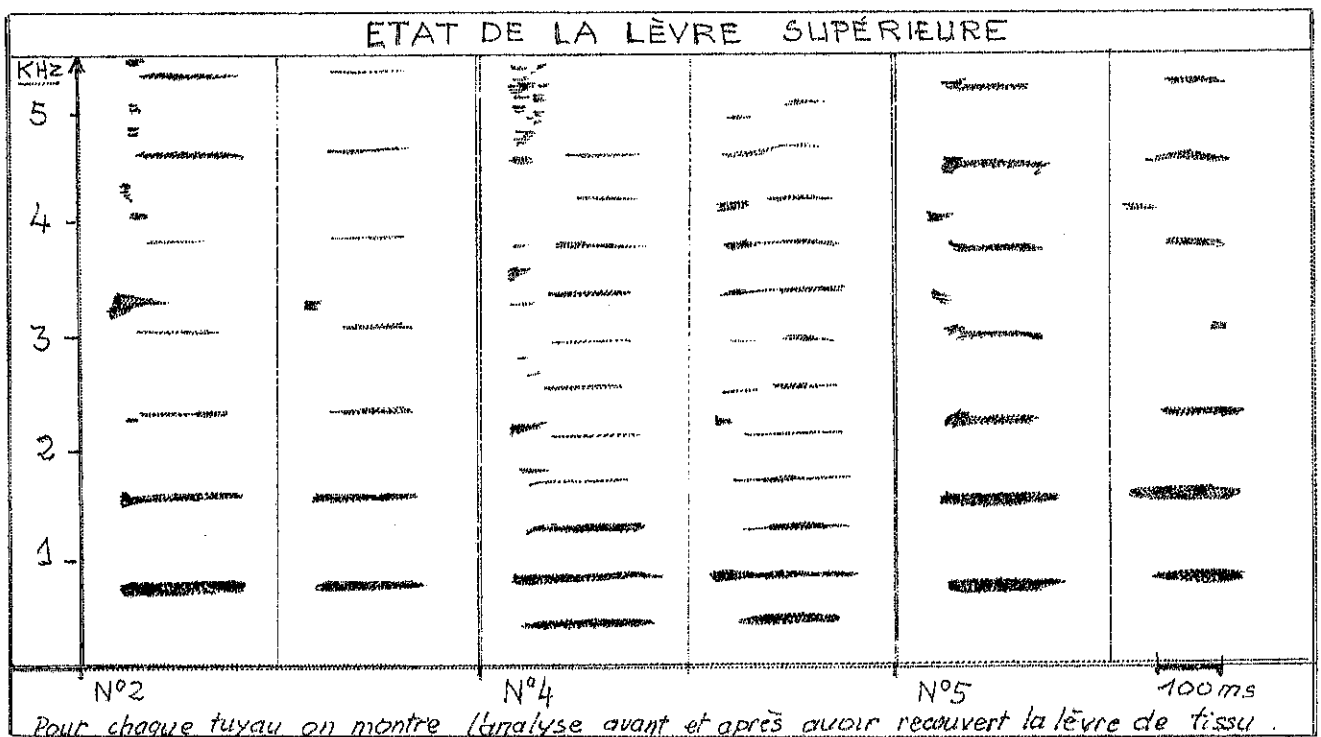 ETAT DE LA LÈVRE SUPÉRIEURE
KHz
5
4
3
2
1
N°2
N°4
N°5
100ms
Pour chaque tuyau on montre l'analyse avant et après avoir recouvert la lèvre de tissu.